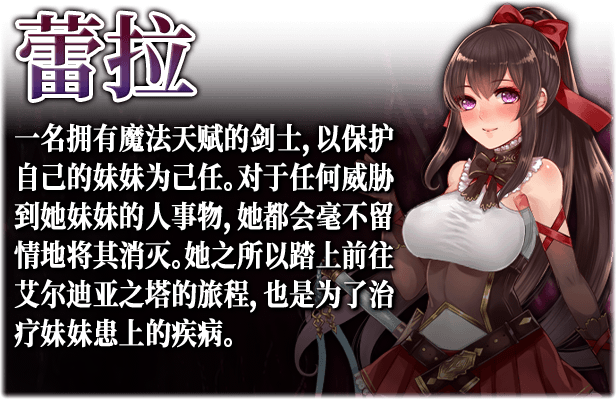 蕾拉
一名拥有魔法天赋的剑士, 以保护
自己的妹妹为己任。对于任何威胁
到她妹妹的人事物, 她都会毫不留
情地将其消灭。她之所以踏上前往
艾尔迪亚之塔的旅程, 也是为了治
疗妹妹患上的疾病。